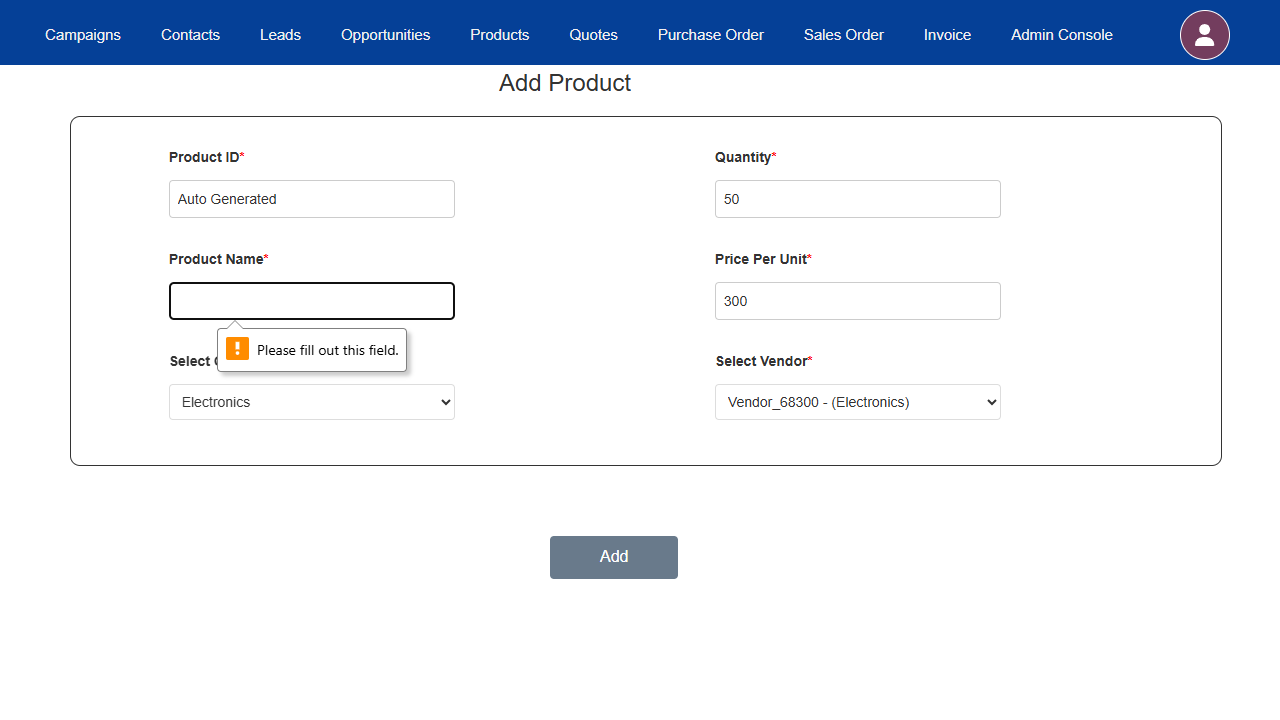 Campaigns Contacts Leads Opportunities Products Quotes Purchase Order Sales Order Invoice Admin Console
Add Product
Product ID*
Auto Generated
Quantity*
50
Product Name*
Price Per Unit*
300
Please fill out this field.
Select
Electronics
Select Vendor*
Vendor_68300 - (Electronics)
Add